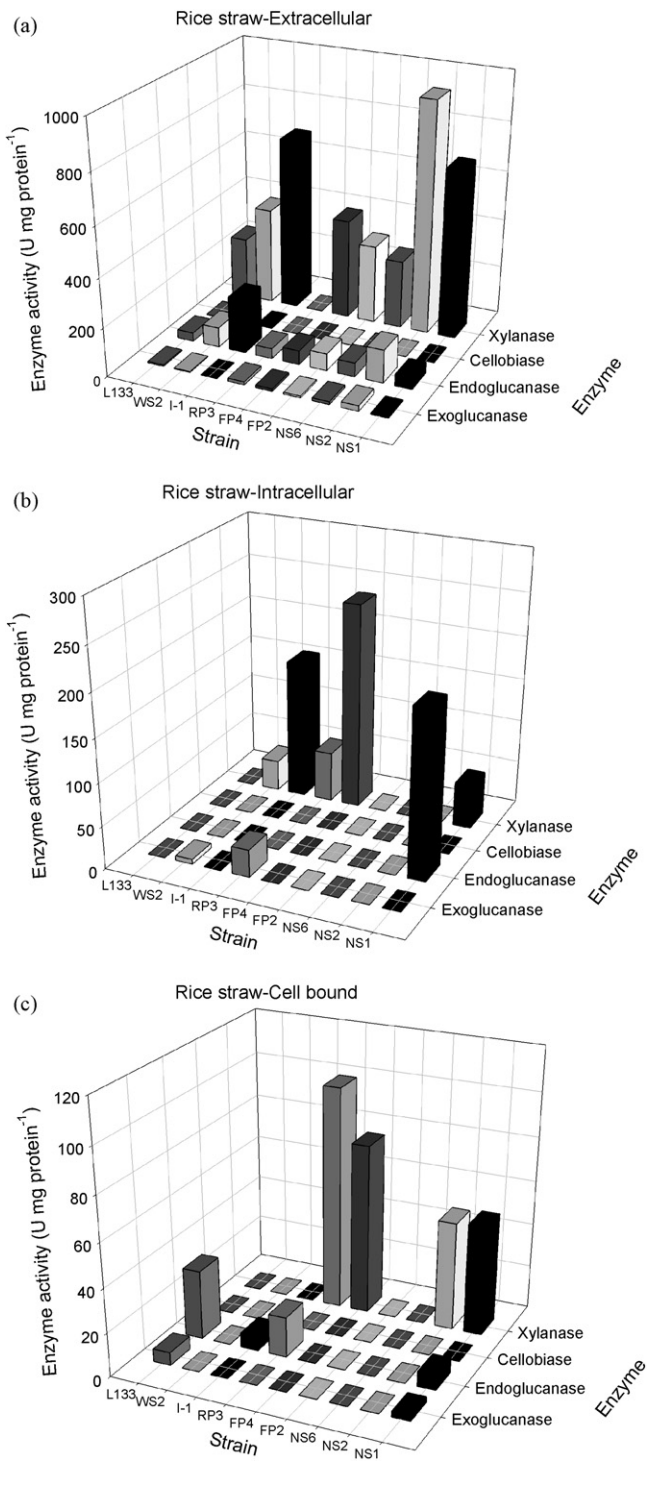 (a)
Rice straw-Extracellular
Enzyme activity (U mg protein-1)
1000
800
600
400
200
0
L133
WS2
I-1
RP3
FP4
FP2
NS6
NS2
NS1
Strain
Xylanase
Cellobiase
Endoglucanase
Exoglucanase
Enzyme
(b)
Rice straw-Intracellular
Enzyme activity (U mg protein-1)
300
250
200
150
100
50
0
L133
WS2
I-1
RP3
FP4
FP2
NS6
NS2
NS1
Strain
Xylanase
Cellobiase
Endoglucanase
Exoglucanase
Enzyme
(c)
Rice straw-Cell bound
Enzyme activity (U mg protein-1)
120
100
80
60
40
20
0
L133
WS2
I-1
RP3
FP4
FP2
NS6
NS2
NS1
Strain
Xylanase
Cellobiase
Endoglucanase
Exoglucanase
Enzyme